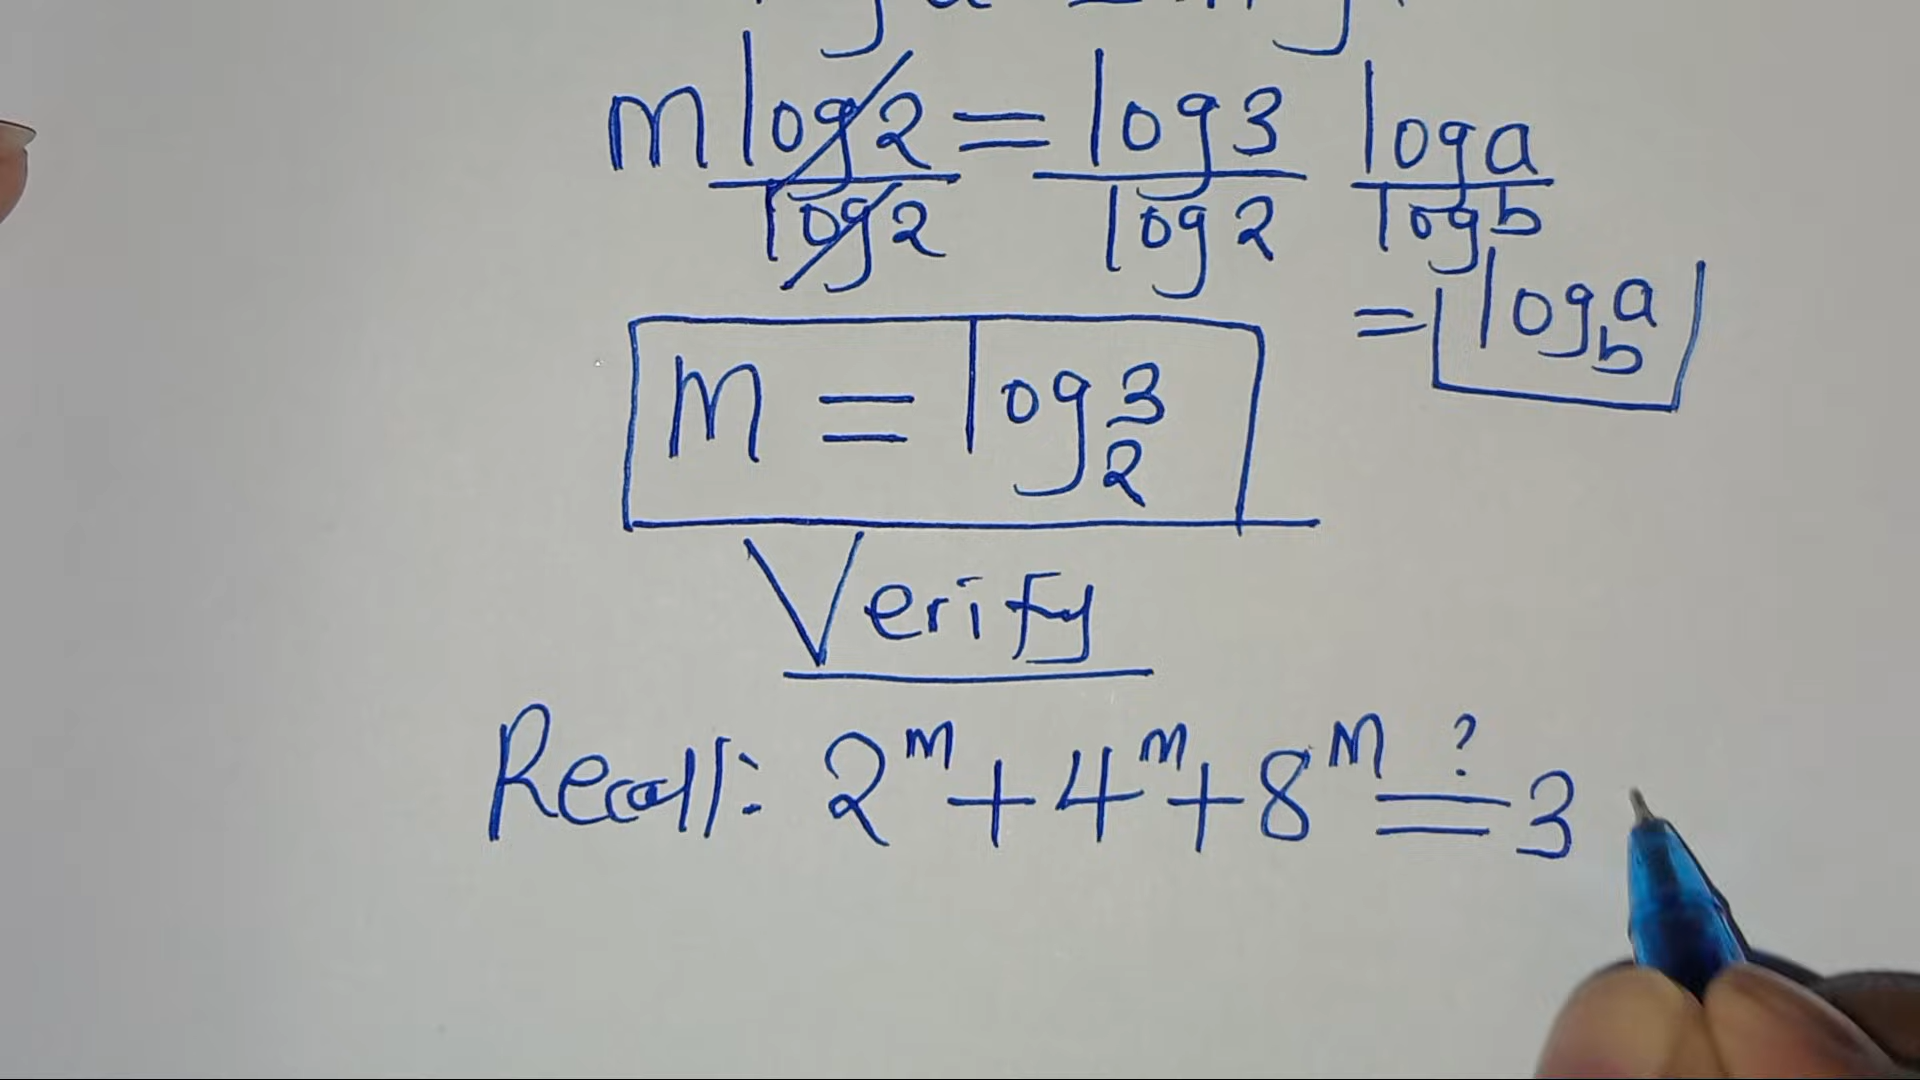 m log 2 = log 3 log a
log 2 log 2 log b
= log_b a
m = log_2 3
Verify
Recall: 2^m + 4^m + 8^m =? 3